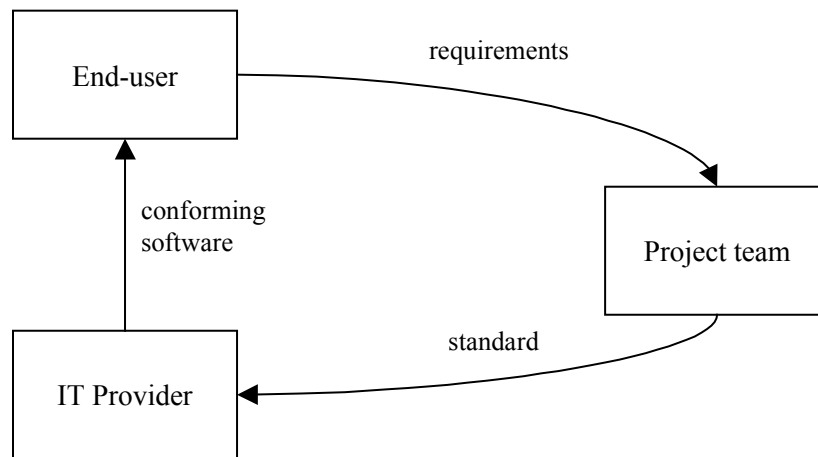 requirements
End-user
conforming
software
Project team
standard
IT Provider